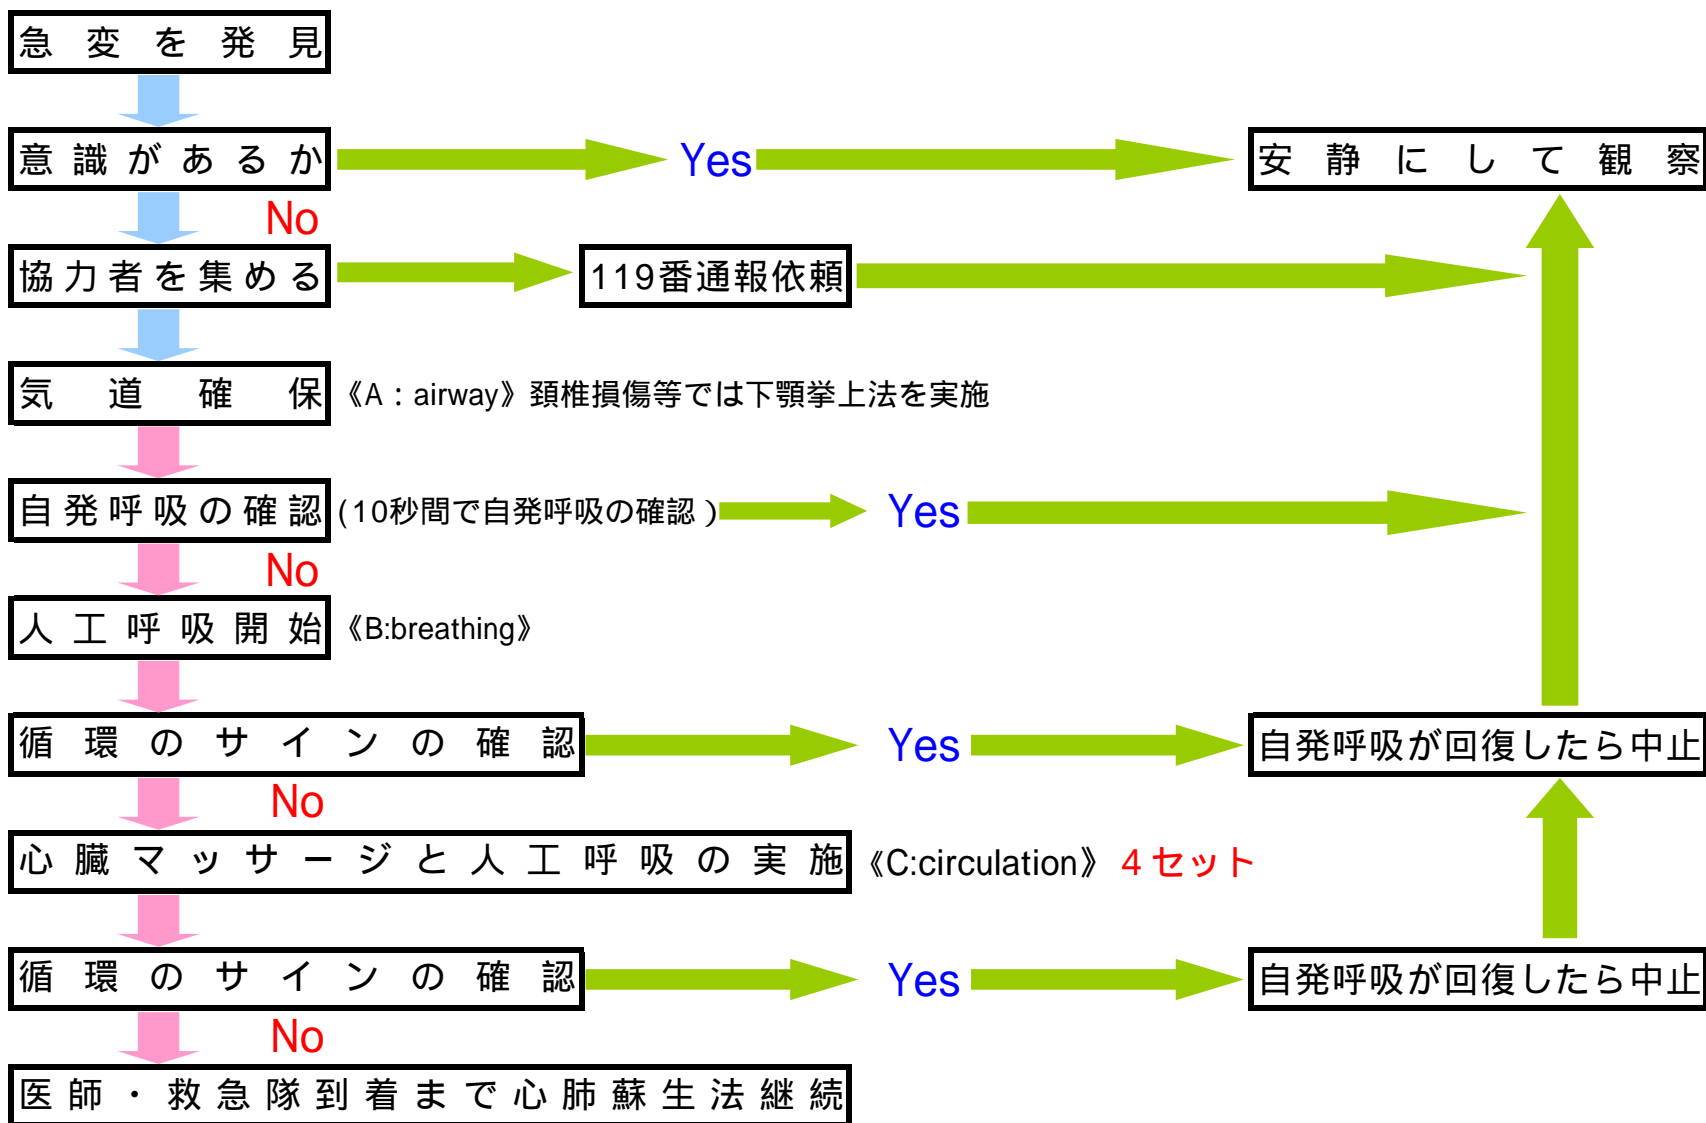 急変を発見
意識があるか Yes 安静にして観察
No
協力者を集める 119番通報依頼
気道確保 《A：airway》頚椎損傷等では下顎挙上法を実施
自発呼吸の確認 (10秒間で自発呼吸の確認） Yes
No
人工呼吸開始 《B:breathing》
循環のサインの確認 Yes 自発呼吸が回復したら中止
No
心臓マッサージと人工呼吸の実施 《C:circulation》 4セット
循環のサインの確認 Yes 自発呼吸が回復したら中止
No
医師・救急隊到着まで心肺蘇生法継続